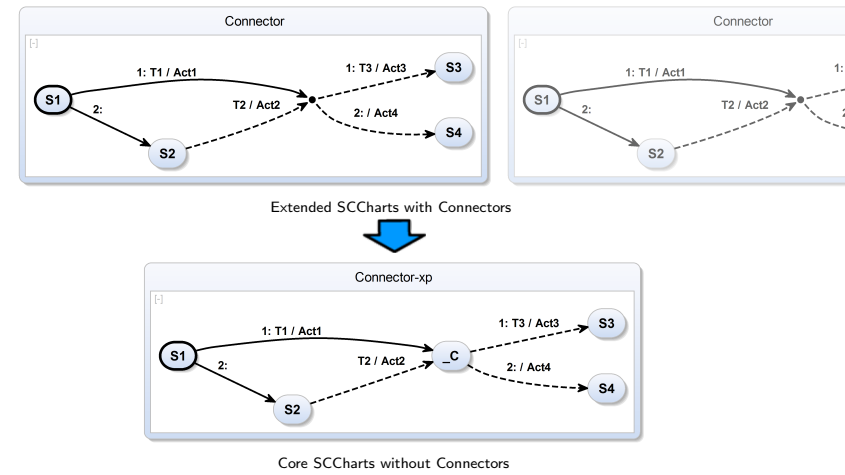 Connector
[-]
1: T1 / Act1
1: T3 / Act3
S3
S1
2:
T2 / Act2
2: / Act4
S4
S2
Connector
[-]
1: T1 / Act1
1:
S1
2:
T2 / Act2
2
S2
Extended SCCharts with Connectors
Connector-xp
[-]
1: T1 / Act1
1: T3 / Act3
S3
S1
2:
T2 / Act2
_C
2: / Act4
S4
S2
Core SCCharts without Connectors